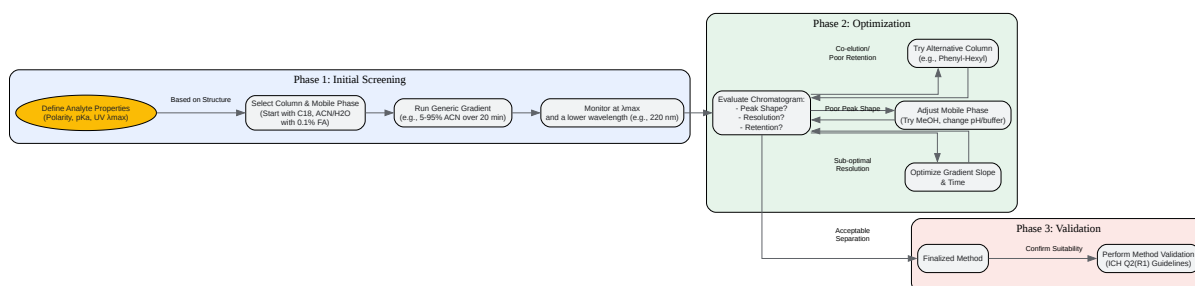 Phase 1: Initial Screening
Define Analyte Properties
(Polarity, pKa, UV λmax)
Based on Structure
Select Column & Mobile Phase
(Start with C18, ACN/H2O
with 0.1% FA)
Run Generic Gradient
(e.g., 5-95% ACN over 20 min)
Monitor at λmax
and a lower wavelength (e.g., 220 nm)
Phase 2: Optimization
Evaluate Chromatogram:
- Peak Shape?
- Resolution?
- Retention?
Co-elution/
Poor Retention
Try Alternative Column
(e.g., Phenyl-Hexyl)
Poor Peak Shape
Adjust Mobile Phase
(Try MeOH, change pH/buffer)
Sub-optimal
Resolution
Optimize Gradient Slope
& Time
Acceptable
Separation
Phase 3: Validation
Finalized Method
Confirm Suitability
Perform Method Validation
(ICH Q2(R1) Guidelines)